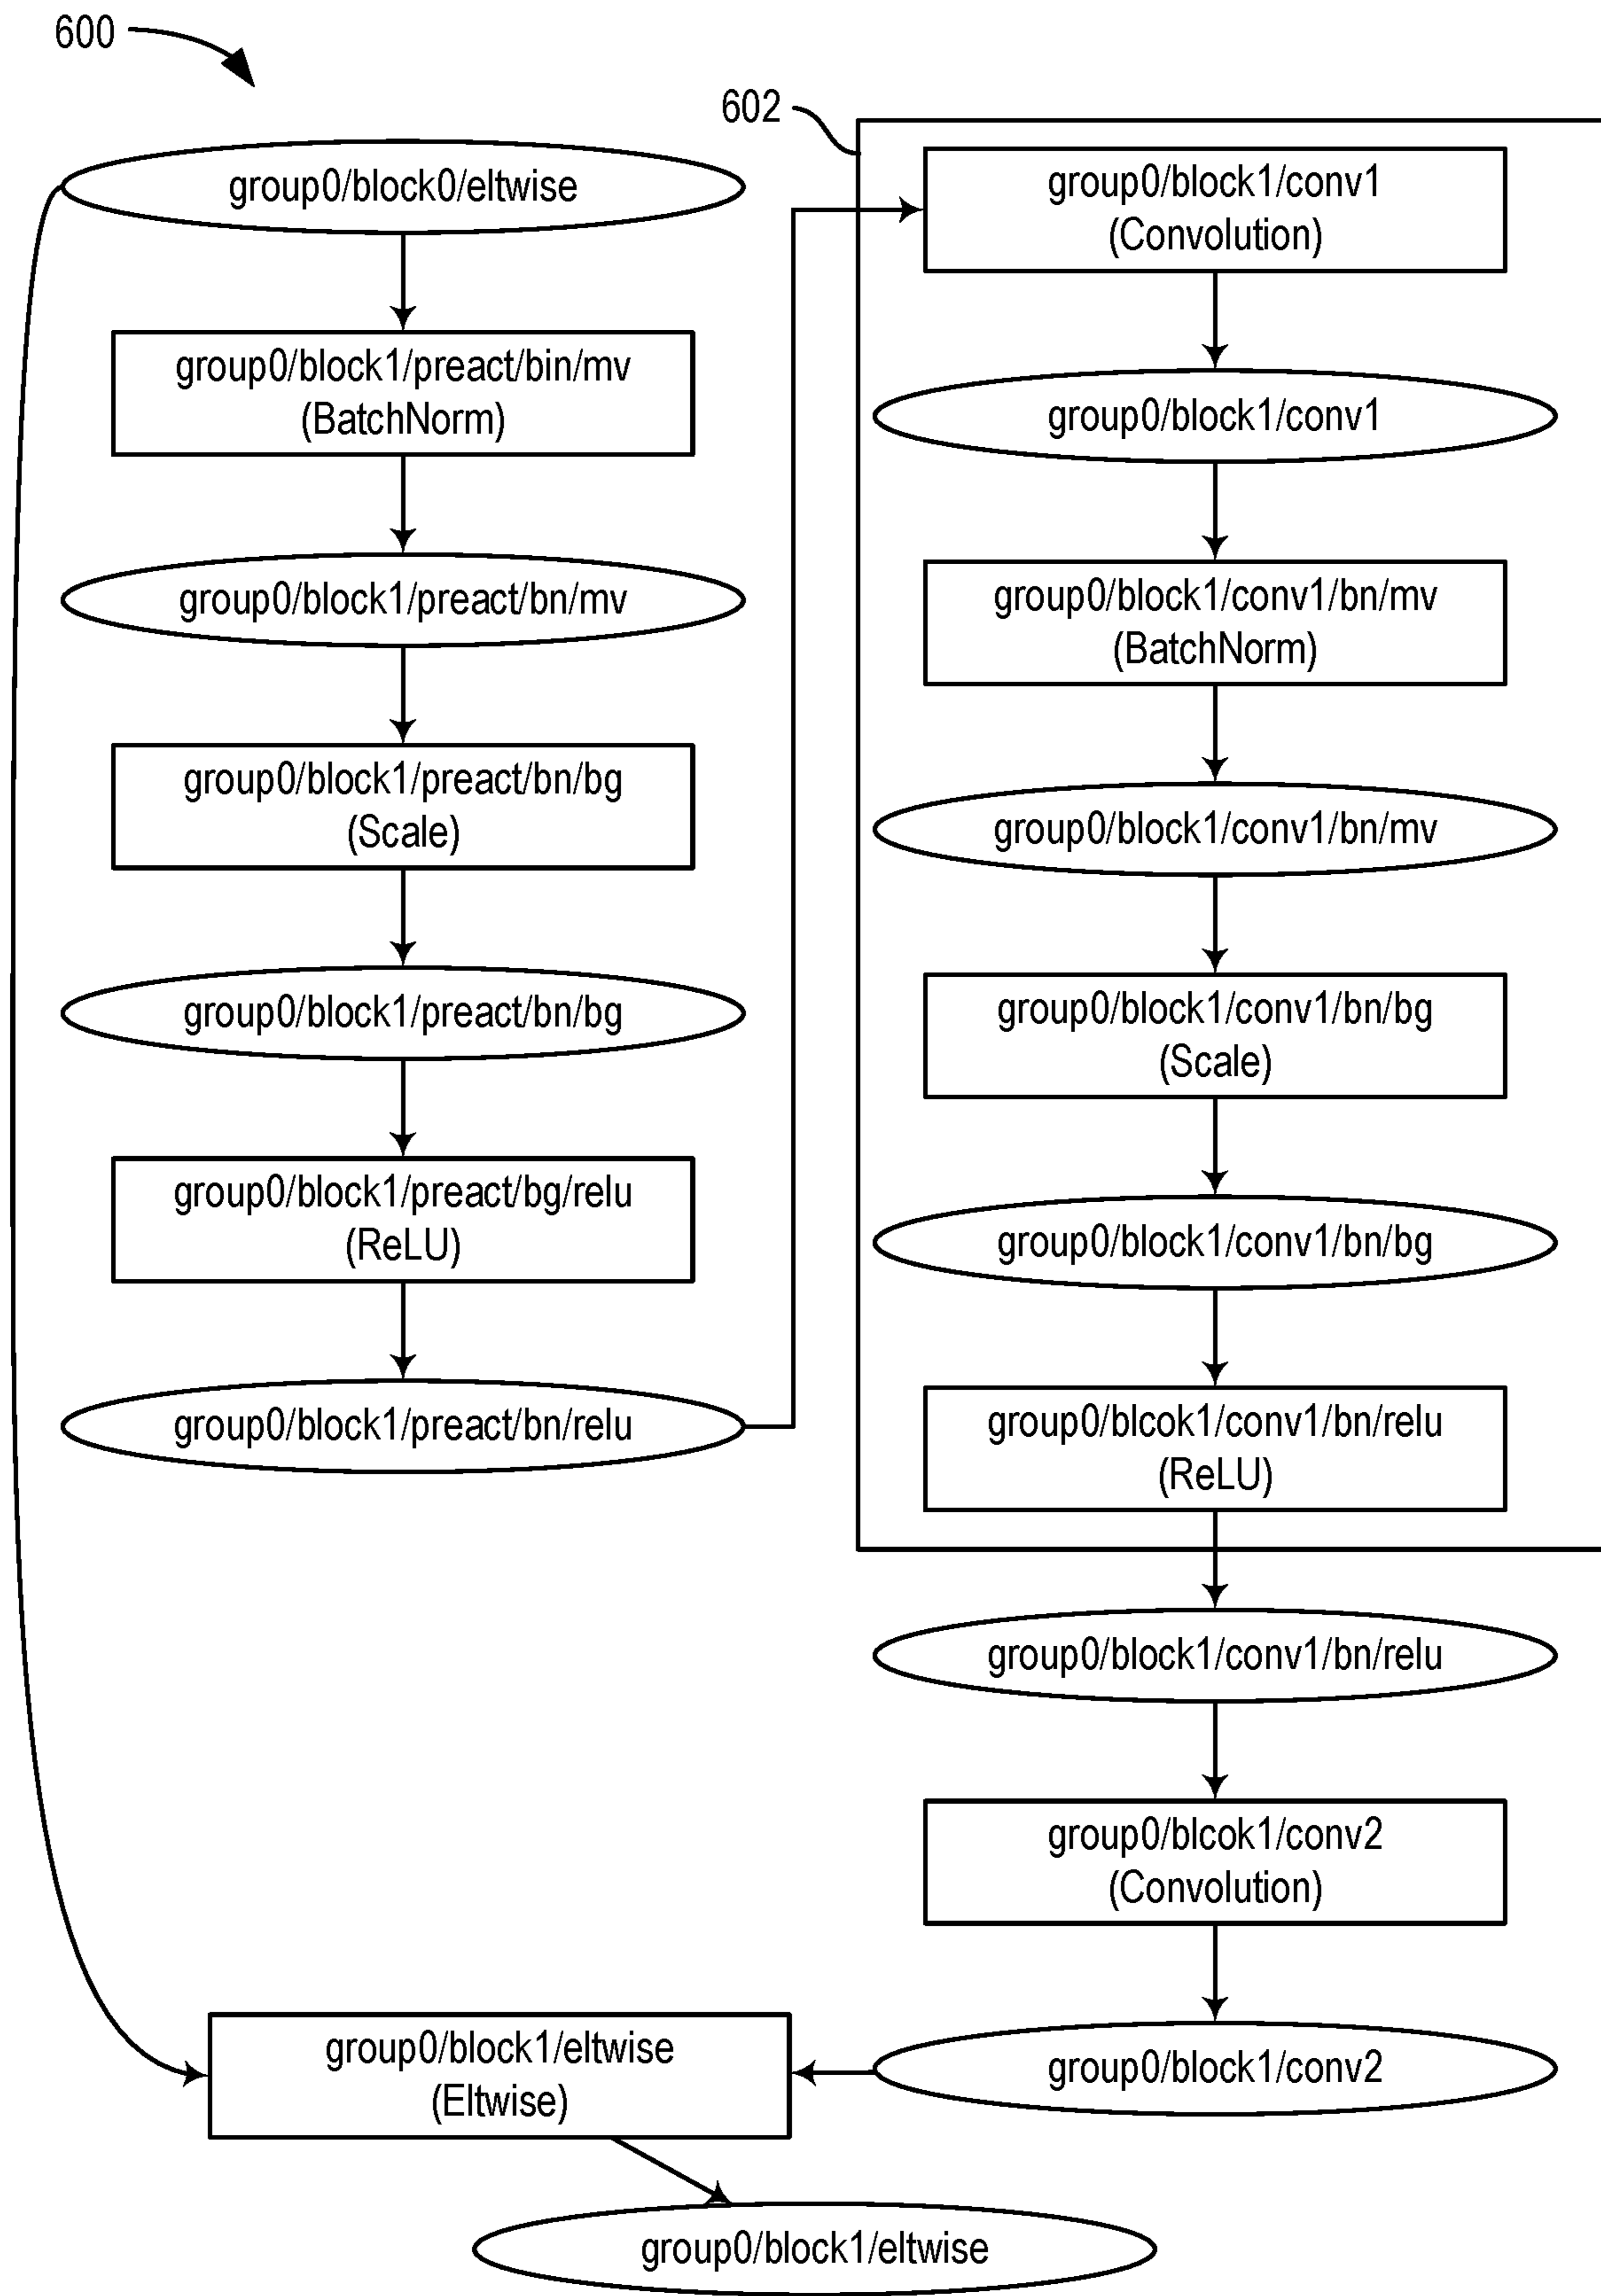 600
602
group0/block0/eltwise
group0/block1/preact/bin/mv
(BatchNorm)
group0/block1/preact/bn/mv
group0/block1/preact/bn/bg
(Scale)
group0/block1/preact/bn/bg
group0/block1/preact/bg/relu
(ReLU)
group0/block1/preact/bn/relu
group0/block1/conv1
(Convolution)
group0/block1/conv1
group0/block1/conv1/bn/mv
(BatchNorm)
group0/block1/conv1/bn/mv
group0/block1/conv1/bn/bg
(Scale)
group0/block1/conv1/bn/bg
group0/blcok1/conv1/bn/relu
(ReLU)
group0/block1/conv1/bn/relu
group0/blcok1/conv2
(Convolution)
group0/block1/conv2
group0/block1/eltwise
(Eltwise)
group0/block1/eltwise